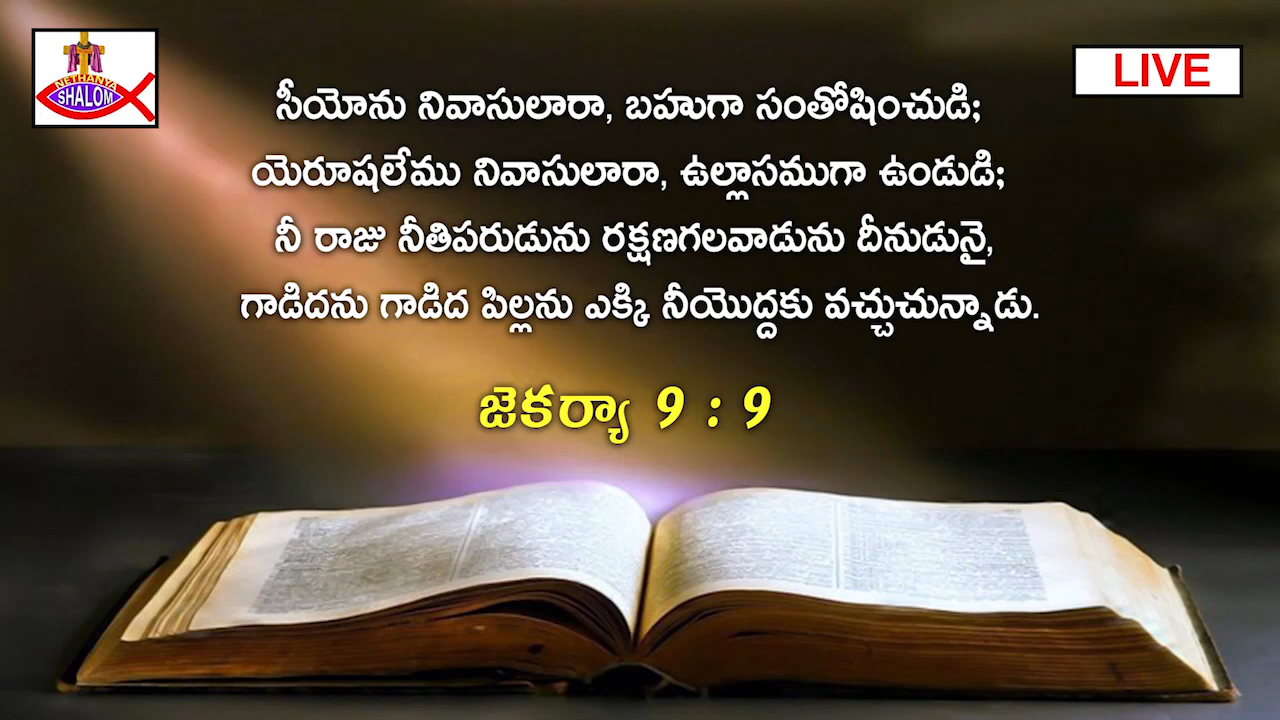 NETHANYA
SHALOM
LIVE
సీయోను నివాసులారా, బహుగా సంతోషించుడి;
యెరూషలేము నివాసులారా, ఉల్లాసముగా ఉండుడి;
నీ రాజు నీతిపరుడును రక్షణగలవాడును దీనుడునై,
గాడిదను గాడిద పిల్లను ఎక్కి నీయొద్దకు వచ్చుచున్నాడు.
జెకర్యా 9 : 9